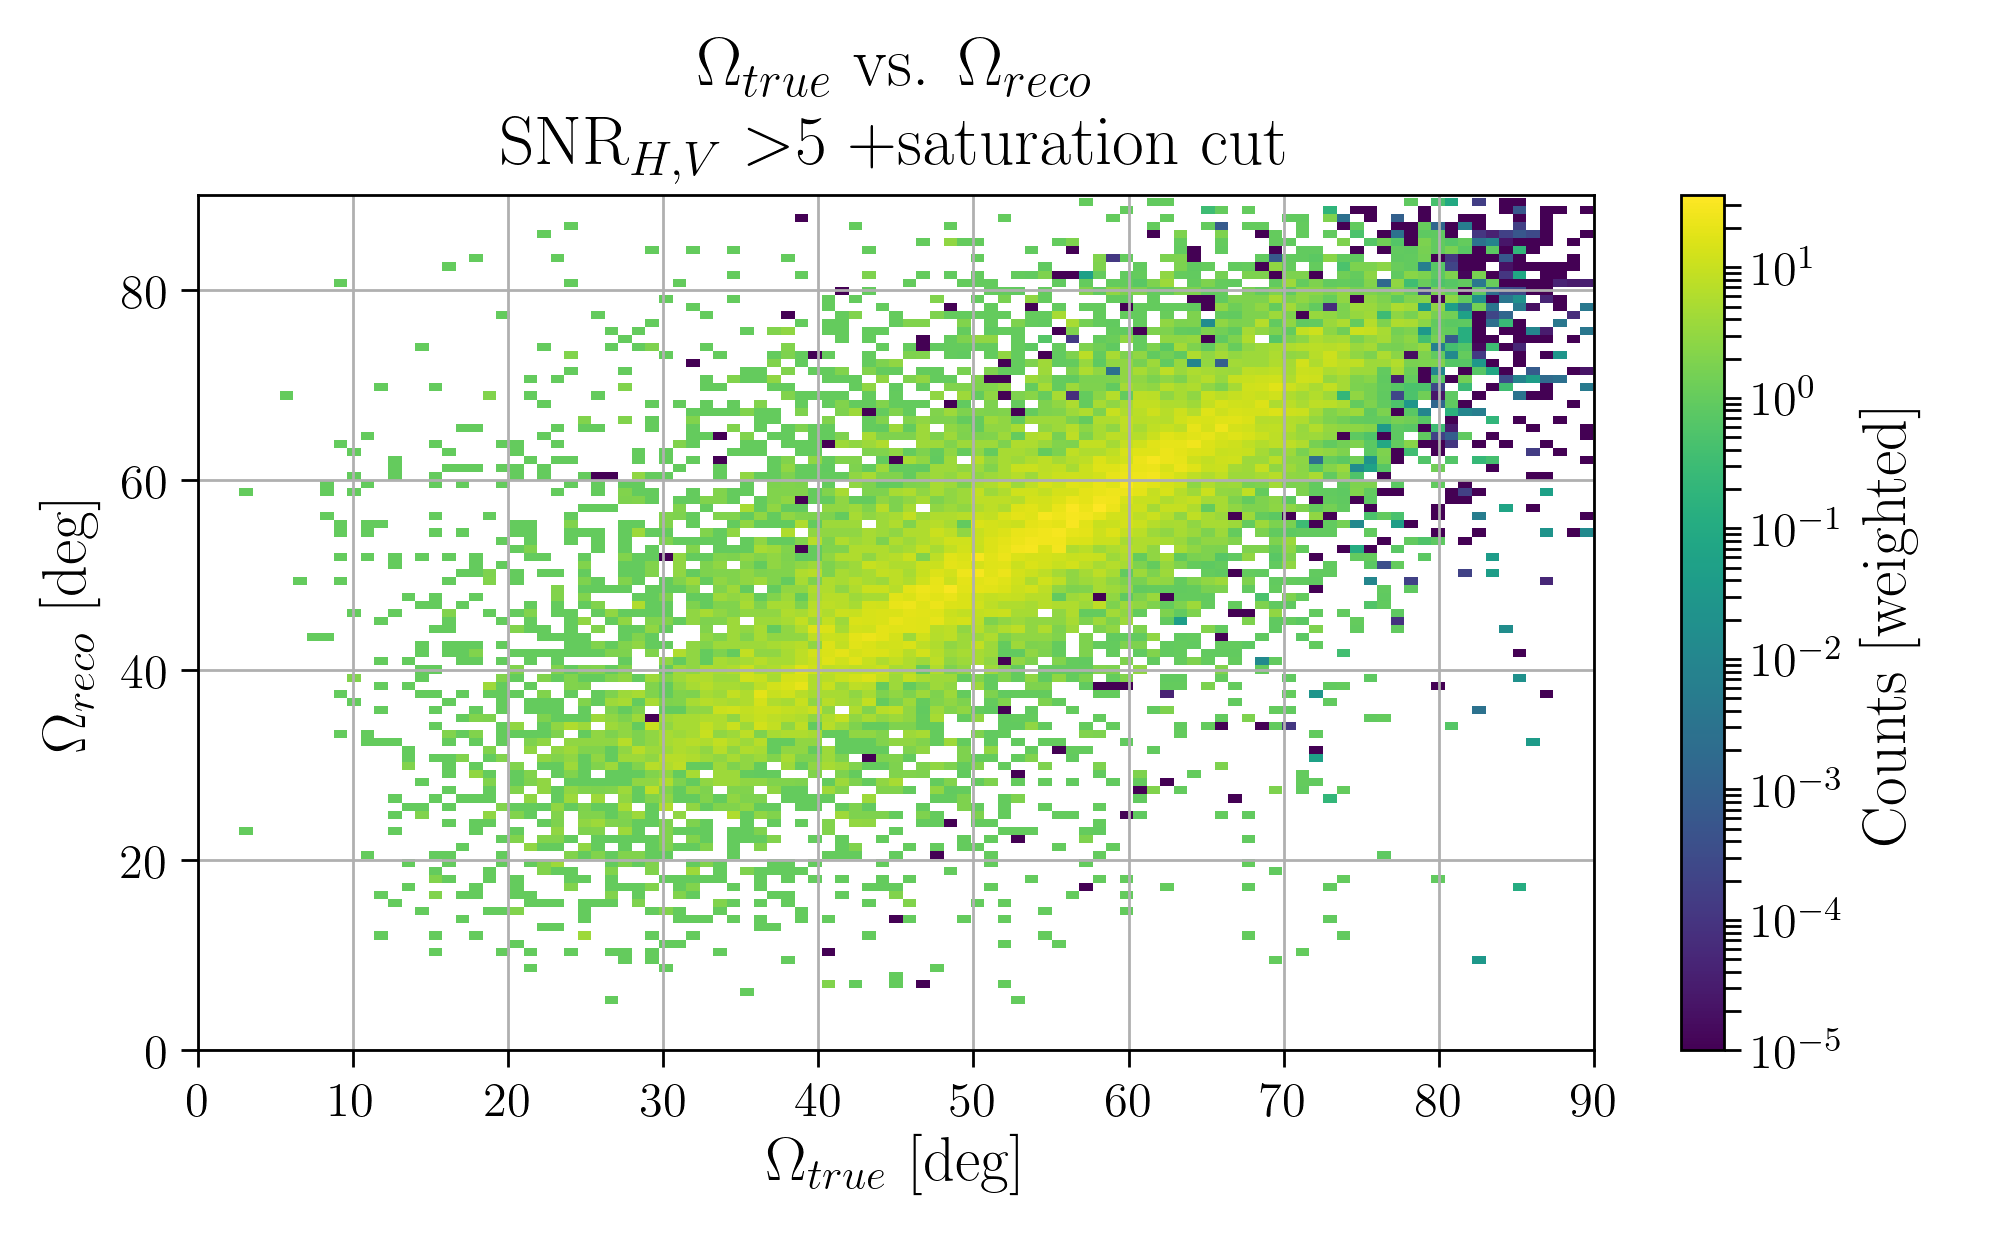 Ω_true vs. Ω_reco
SNR_H,V >5 +saturation cut
80
60
40
20
0
Ω_reco [deg]
0 10 20 30 40 50 60 70 80 90
Ω_true [deg]
10^1
10^0
10^−1
10^−2
10^−3
10^−4
10^−5
Counts [weighted]